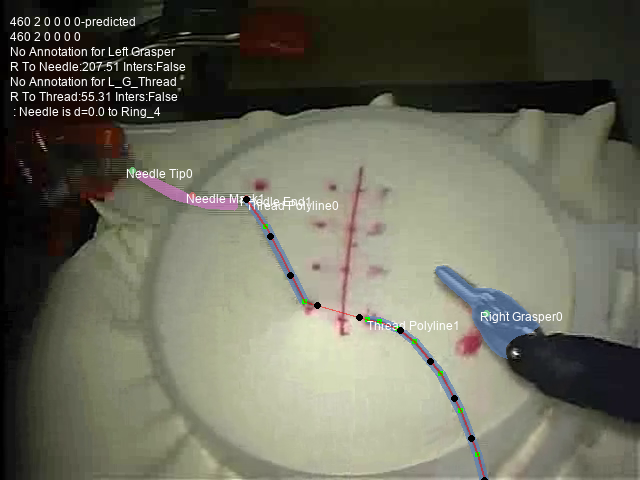 460 2 0 0 0 0-predicted
460 2 0 0 0 0
No Annotation for Left Grasper
R To Needle:207.51 Inters:False
No Annotation for L_G_Thread
R To Thread:55.31 Inters:False
: Needle is d=0.0 to Ring_4
Needle Tip0
Thread Polyline0
Right Grasper0
Thread Polyline1